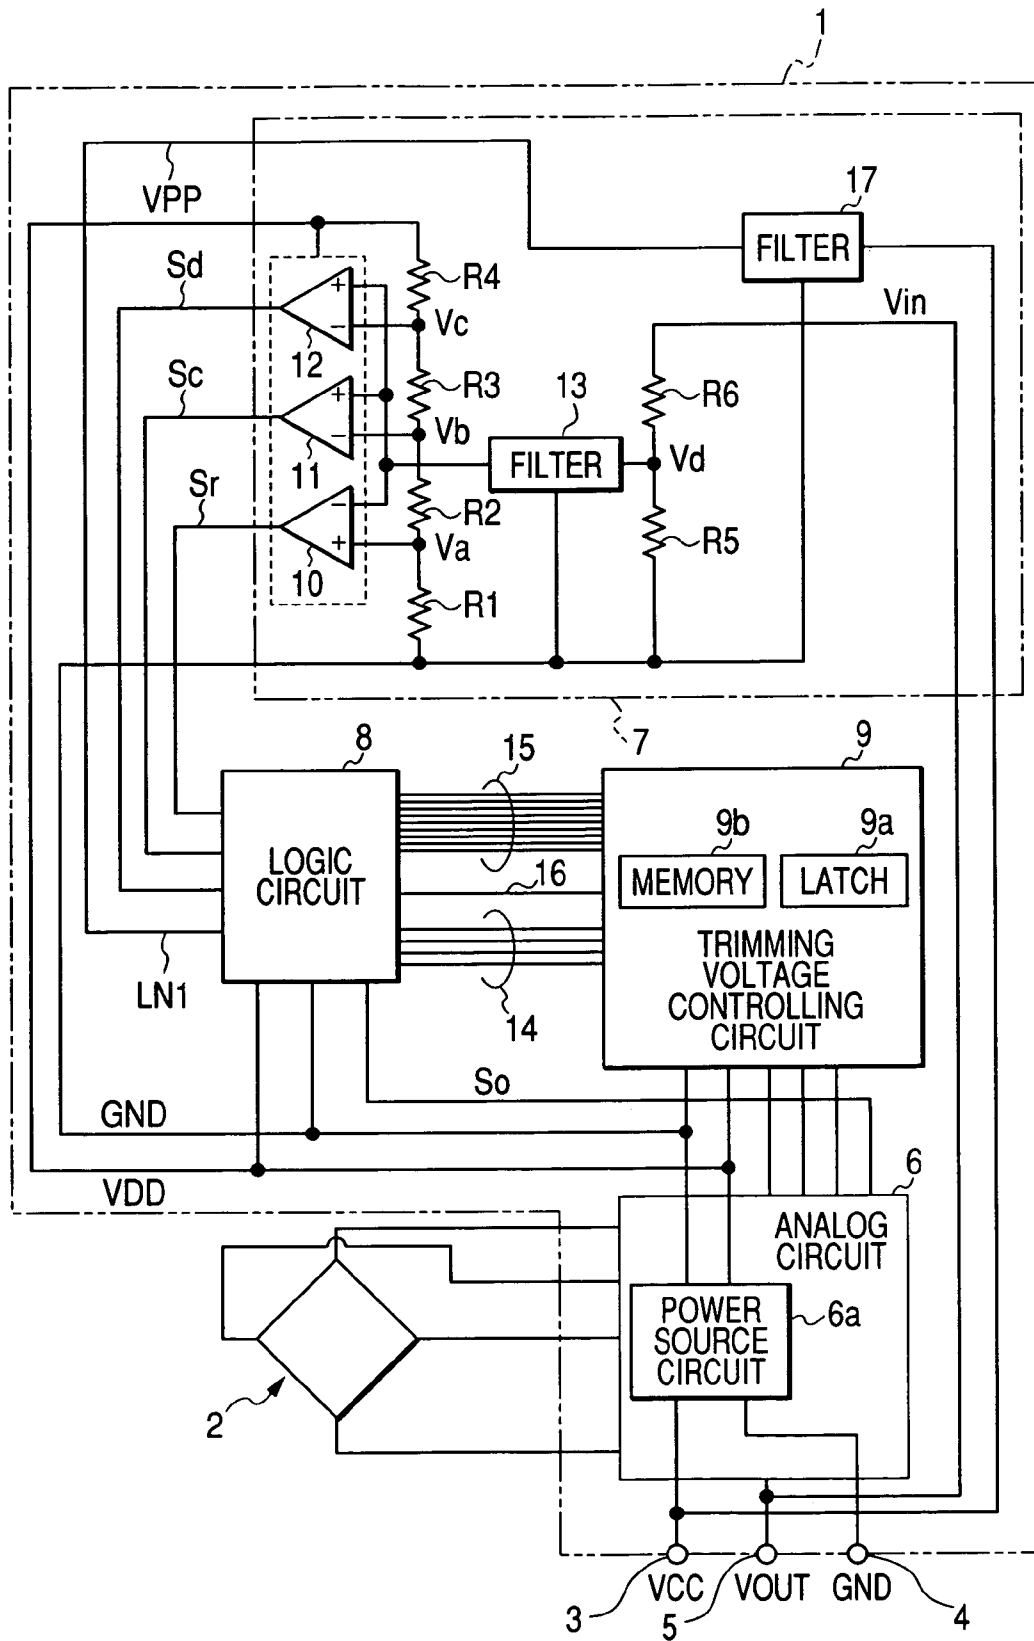 1
VPP
17
FILTER
Sd
R4
Vin
12
Vc
Sc
R3
13
R6
11
Vb
FILTER
Vd
Sr
R2
R5
10
Va
R1
7
8
15
9
LOGIC
CIRCUIT
9b
9a
MEMORY
LATCH
16
TRIMMING
VOLTAGE
CONTROLLING
CIRCUIT
LN1
14
So
GND
VDD
6
ANALOG
CIRCUIT
POWER
SOURCE
CIRCUIT
6a
2
3
VCC
VOUT
GND
5
4
+
−
+
−
−
+